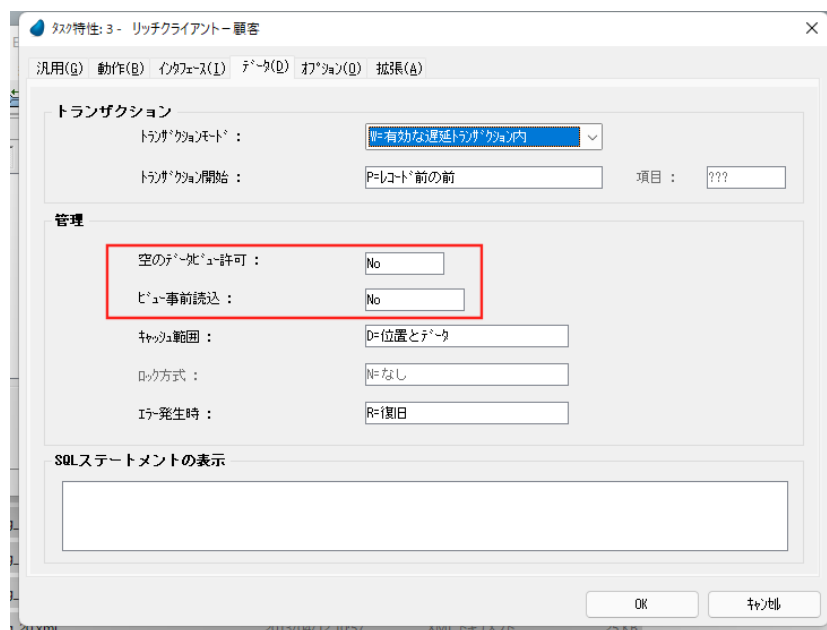 ﾀｽｸ特性: 3 - リッチクライアントー顧客
汎用(G) 動作(B) ｲﾝﾀﾌｪｰｽ(I) ﾃﾞｰﾀ(D) ｵﾌﾟｼｮﾝ(O) 拡張(A)
トランザクション
ﾄﾗﾝｻﾞｸｼｮﾝﾓｰﾄﾞ : W=有効な遅延ﾄﾗﾝｻﾞｸｼｮﾝ内
ﾄﾗﾝｻﾞｸｼｮﾝ開始 : P=ﾚｺｰﾄﾞ前の前 項目 : ???
管理
空のﾃﾞｰﾀﾋﾞｭｰ許可 : No
ﾋﾞｭｰ事前読込 : No
ｷｬｯｼｭ範囲 : D=位置とﾃﾞｰﾀ
ﾛｯｸ方式 : N=なし
ｴﾗｰ発生時 : R=復旧
SQLステートメントの表示
OK ｷｬﾝｾﾙ